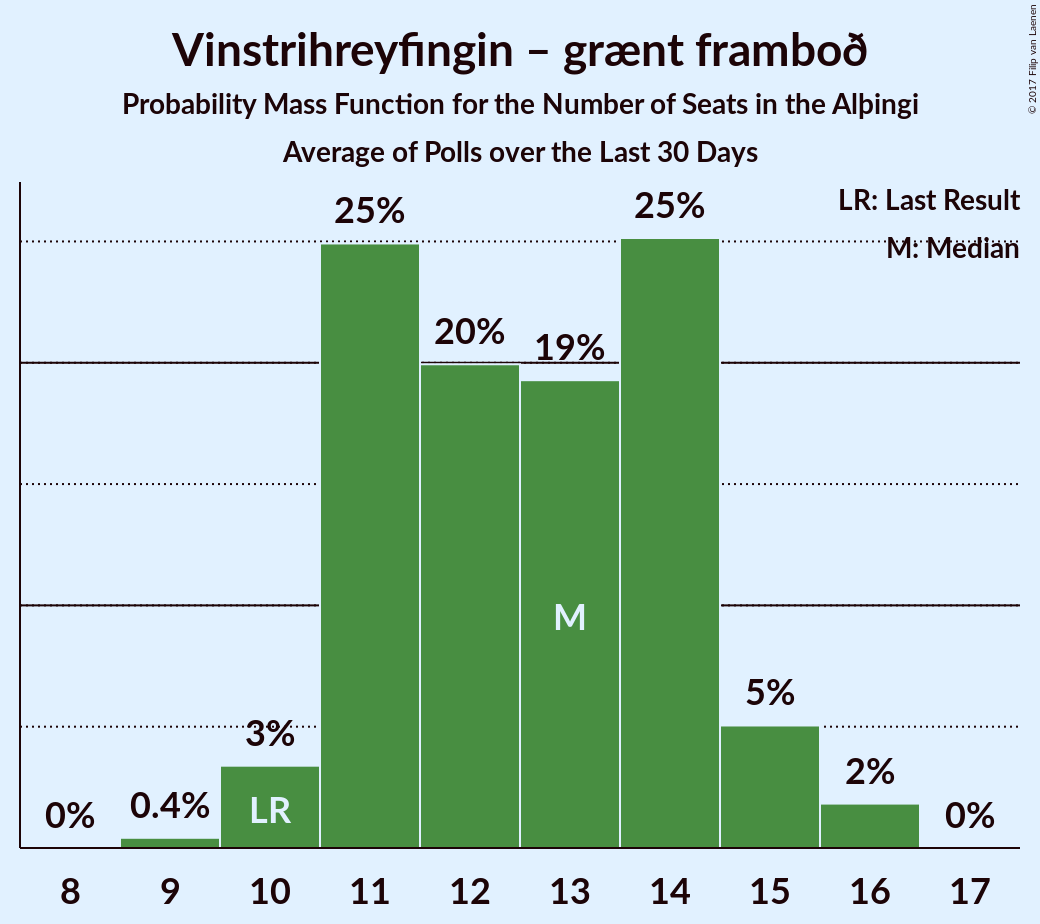 Vinstrihreyfingin – grænt framboð
Probability Mass Function for the Number of Seats in the Alþingi
Average of Polls over the Last 30 Days
© 2017 Filip van Laenen
LR: Last Result
M: Median
25%
25%
20%
19%
M
5%
3%
2%
0%
0.4%
LR
0%
8 9 10 11 12 13 14 15 16 17